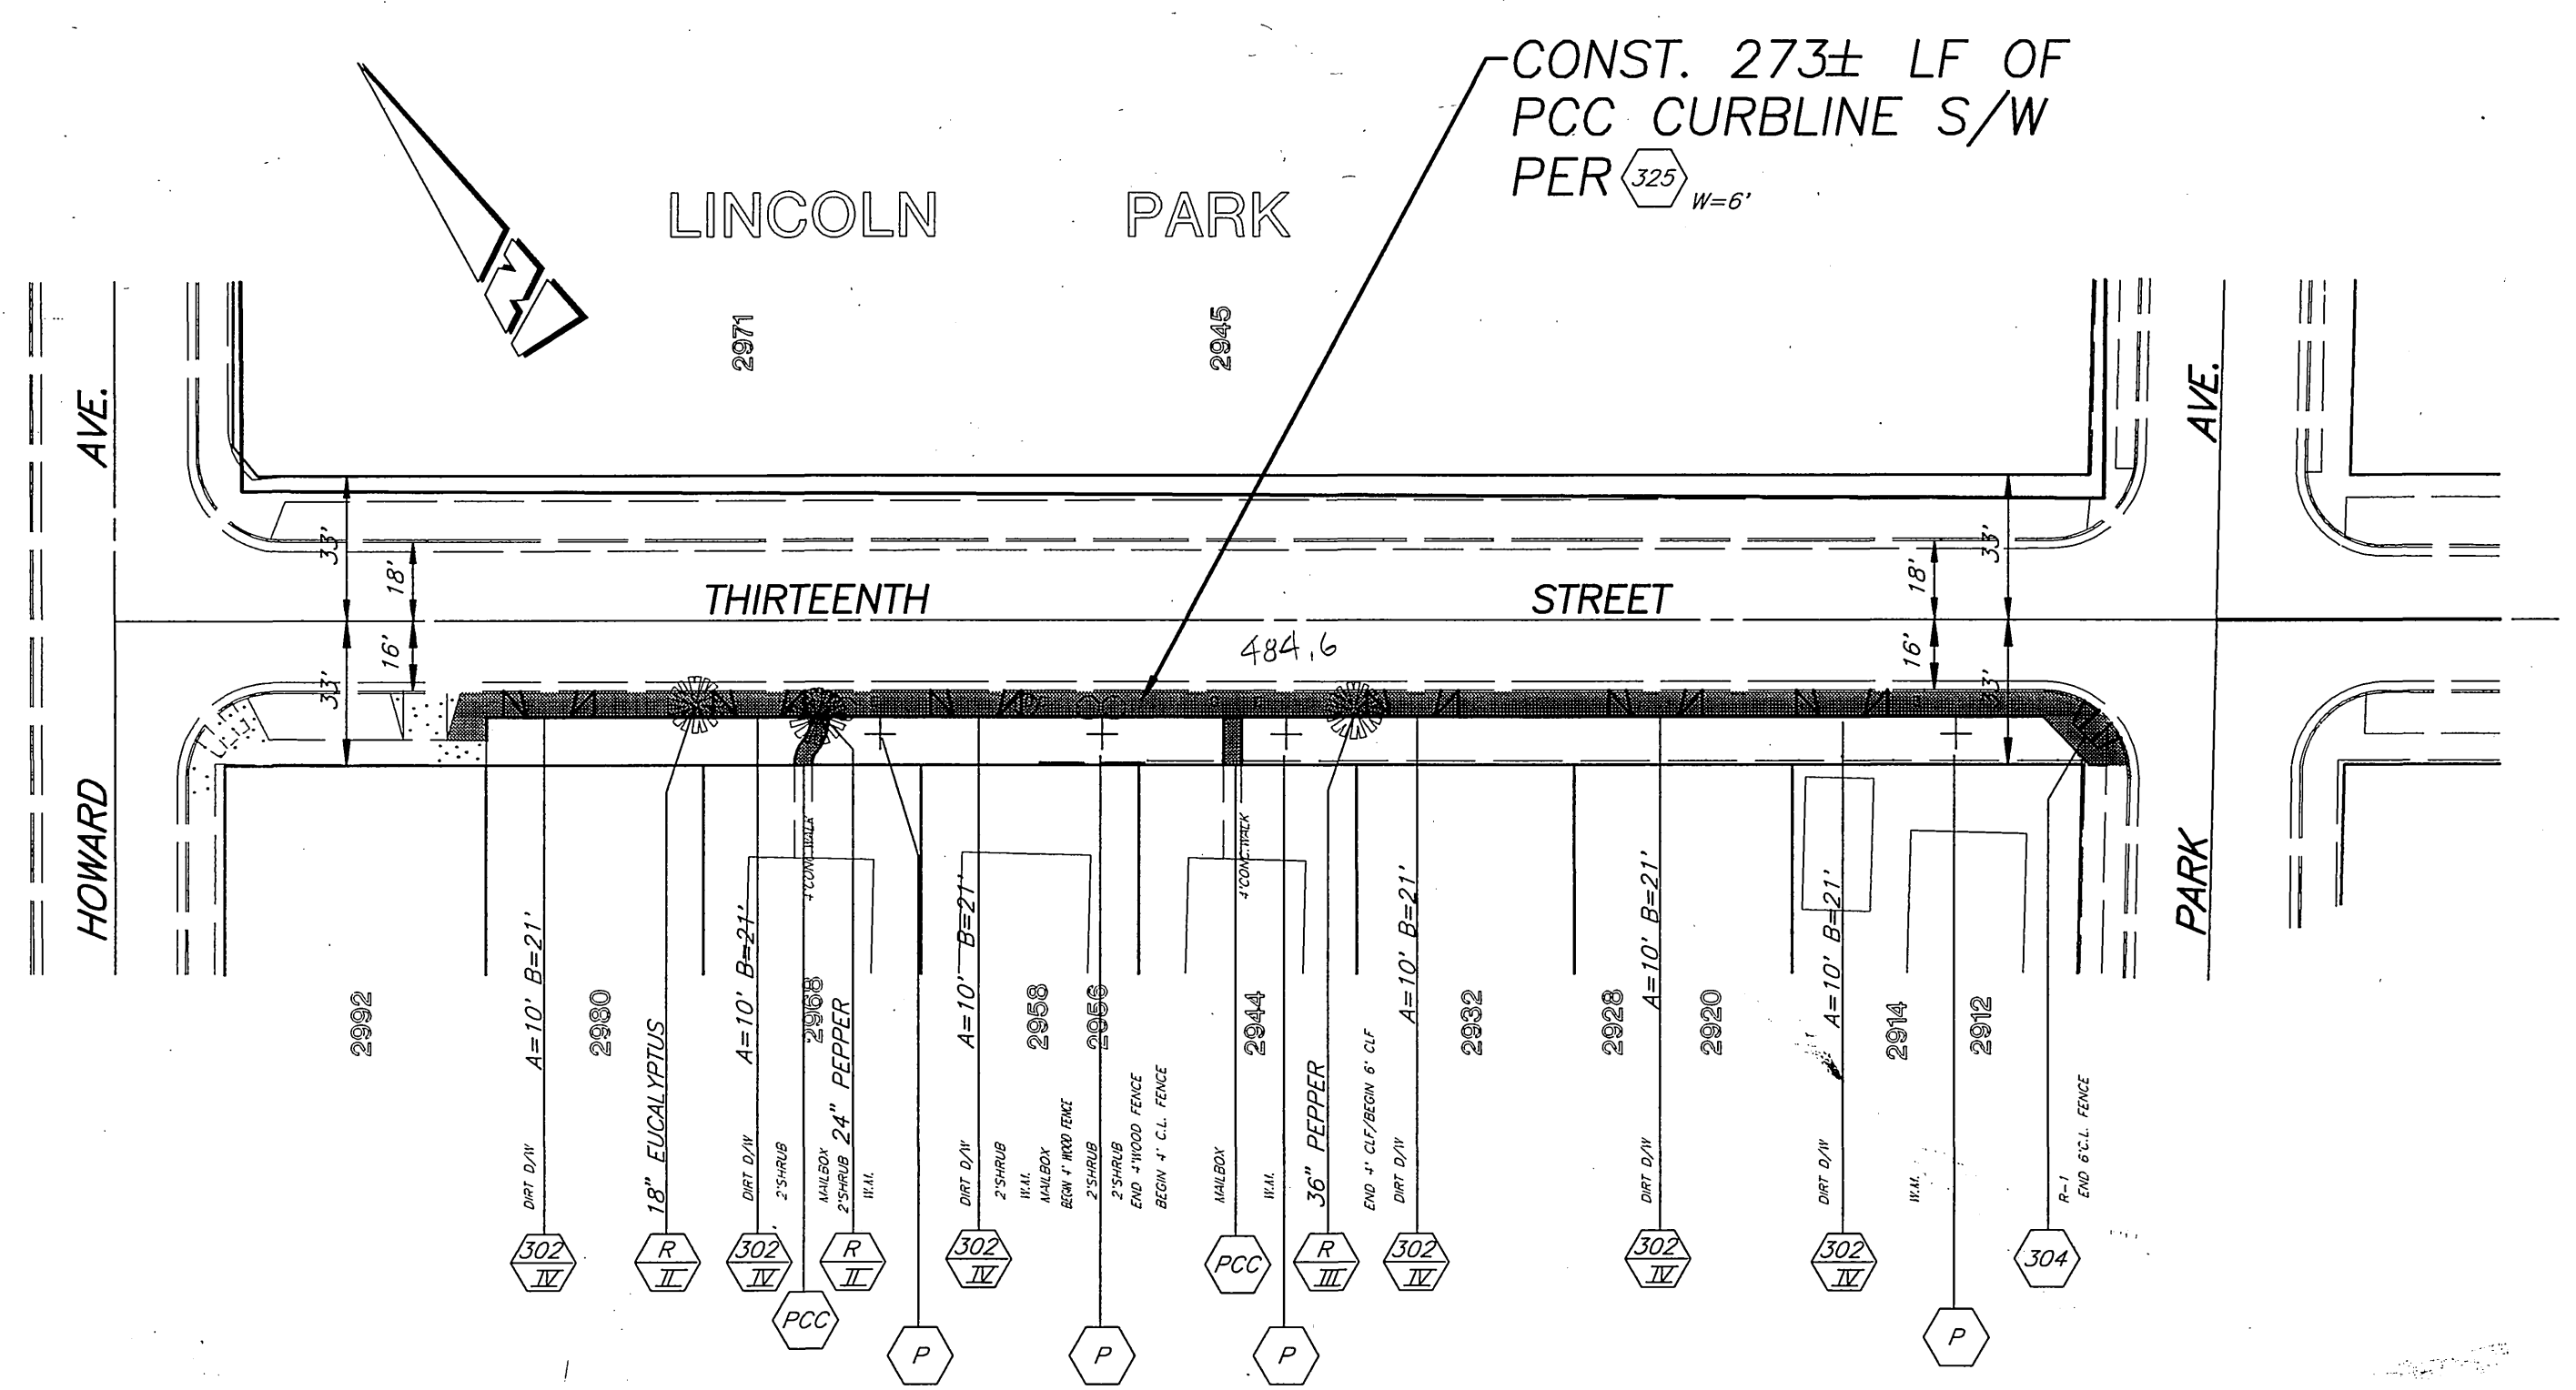 CONST. 273± LF OF
PCC CURBLINE S/W
PER 325 W=6'
LINCOLN PARK
2971
2945
HOWARD AVE.
PARK AVE.
33'
18'
16'
33'
THIRTEENTH STREET
484.6
18'
33'
16'
33'
4'CONC.WALK
4'CONC.WALK
A=10' B=21'
A=10' B=21'
A=10' B=21'
A=10' B=21'
A=10' B=21'
A=10' B=21'
2992
2980
2968
2958
2956
2944
2932
2928
2920
2914
2912
DIRT D/W
18" EUCALYPTUS
DIRT D/W
2'SHRUB
MAILBOX
2'SHRUB
24" PEPPER
W.M.
DIRT D/W
2'SHRUB
W.M.
MAILBOX
BEGIN 4' WOOD FENCE
2'SHRUB
2'SHRUB
END 4'WOOD FENCE
BEGIN 4' C.L. FENCE
MAILBOX
W.M.
36" PEPPER
END 4' CLF/BEGIN 6' CLF
DIRT D/W
DIRT D/W
DIRT D/W
W.M.
R-1
END 6'C.L. FENCE
302 IV
R II
302 IV
R II
302 IV
PCC
R III
302 IV
302 IV
302 IV
304
PCC
P
P
P
P